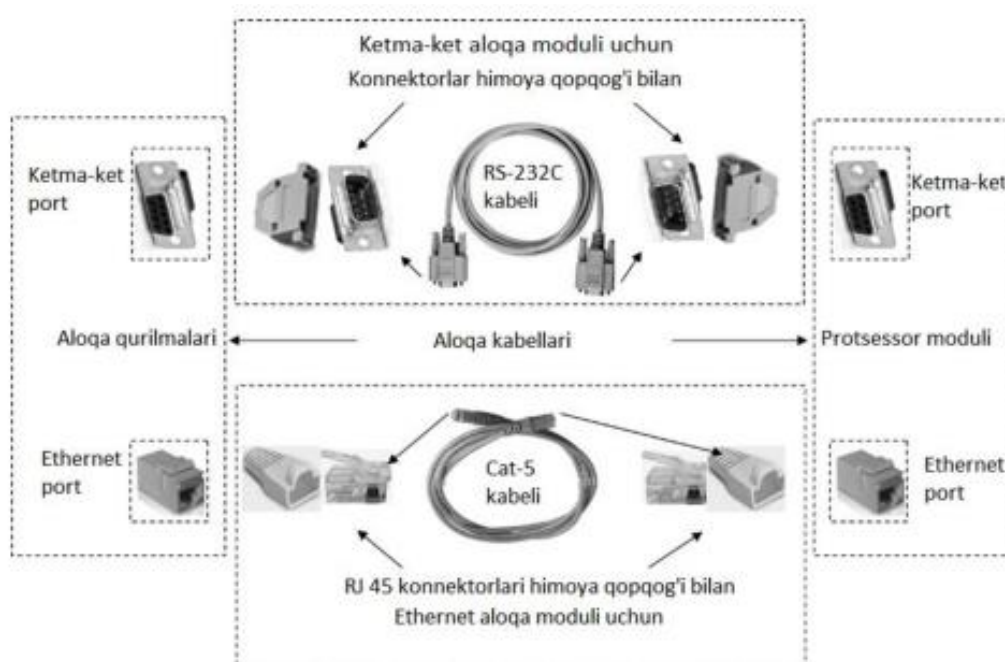 Ketma-ket aloqa moduli uchun
Konnektorlar himoya qopqog'i bilan
Ketma-ket
port
RS-232C
kabeli
Ketma-ket
port
Aloqa qurilmalari
Aloqa kabellari
Protsessor moduli
Ethernet
port
Cat-5
kabeli
Ethernet
port
RJ 45 konnektorlari himoya qopqog'i bilan
Ethernet aloqa moduli uchun